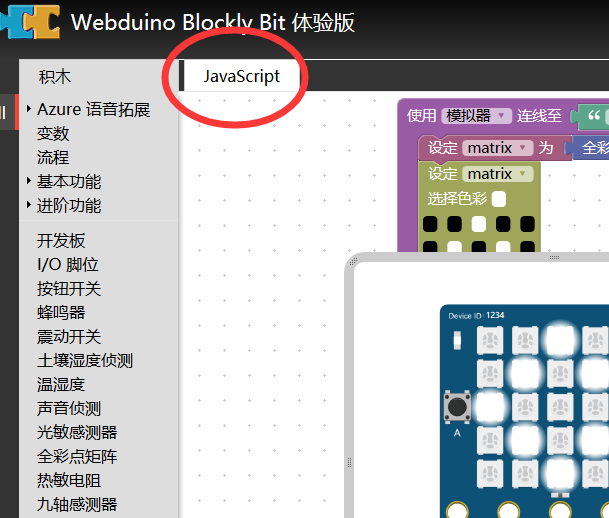 Webduino Blockly Bit 体验版
积木
JavaScript
Azure 语音拓展
变数
流程
基本功能
进阶功能
开发板
I/O 脚位
按钮开关
蜂鸣器
震动开关
土壤湿度侦测
温湿度
声音侦测
光敏感测器
全彩点矩阵
热敏电阻
九轴感测器
使用 模拟器 连线至 “
设定 matrix 为 全彩
设定 matrix
选择色彩
Device ID: 1234
A